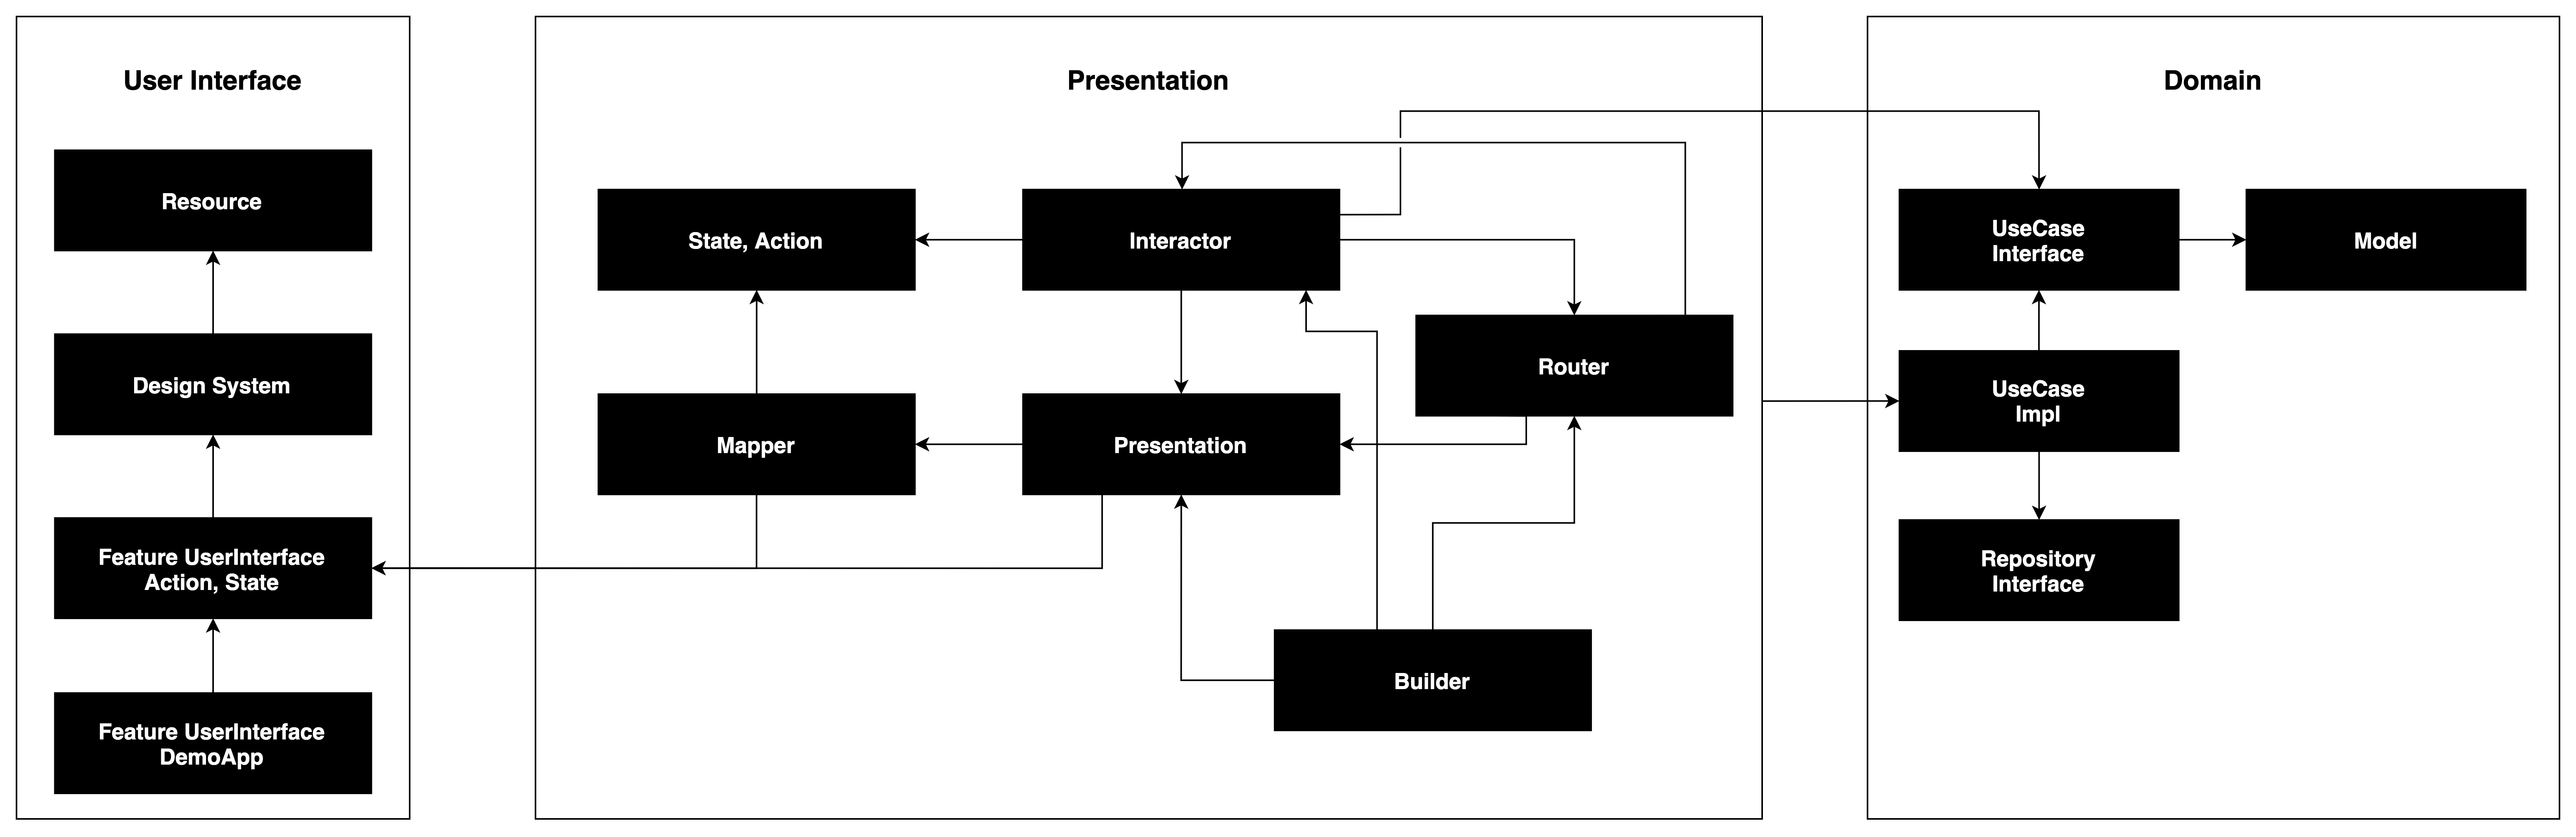 User Interface
Resource
Design System
Feature UserInterface
Action, State
Feature UserInterface
DemoApp
Presentation
State, Action
Interactor
Router
Mapper
Presentation
Builder
Domain
UseCase
Interface
Model
UseCase
Impl
Repository
Interface